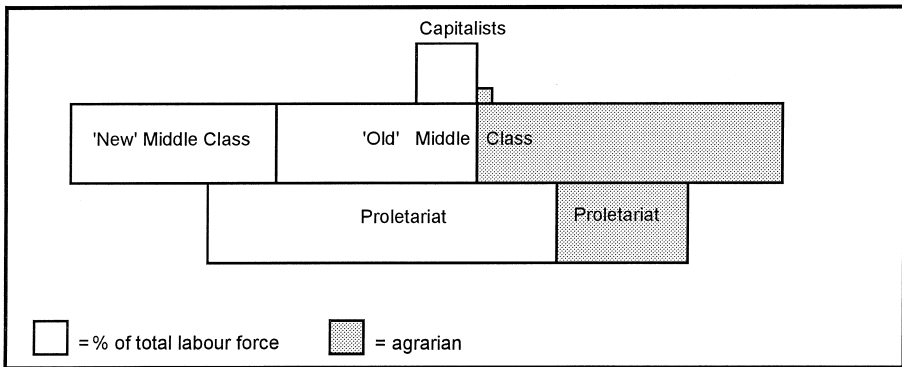 Capitalists
'New' Middle Class 'Old' Middle Class
Proletariat Proletariat
= % of total labour force = agrarian